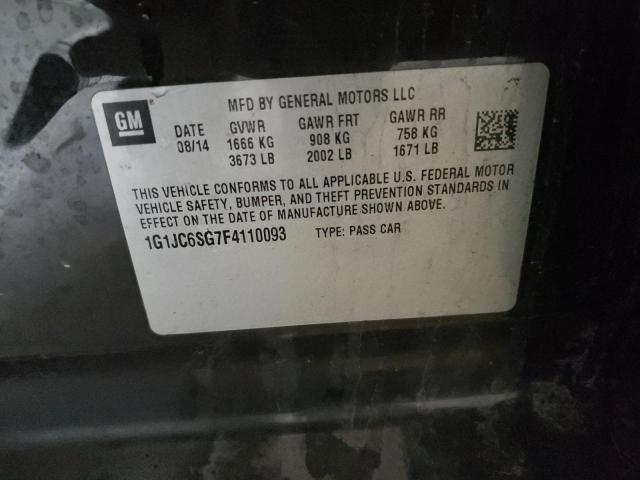 GM
MFD BY GENERAL MOTORS LLC
DATE GVWR GAWR FRT GAWR RR
08/14 1666 KG 908 KG 758 KG
3673 LB 2002 LB 1671 LB
THIS VEHICLE CONFORMS TO ALL APPLICABLE U.S. FEDERAL MOTOR
VEHICLE SAFETY, BUMPER, AND THEFT PREVENTION STANDARDS IN
EFFECT ON THE DATE OF MANUFACTURE SHOWN ABOVE.
1G1JC6SG7F4110093 TYPE: PASS CAR